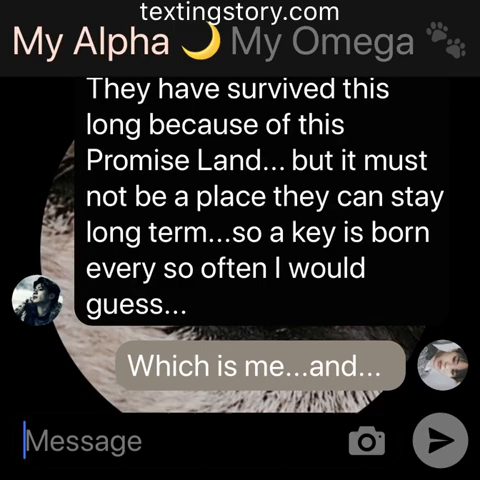 textingstory.com
My Alpha 🌙 My Omega 🐾
They have survived this
long because of this
Promise Land... but it must
not be a place they can stay
long term...so a key is born
every so often I would
guess...
Which is me...and...
Message